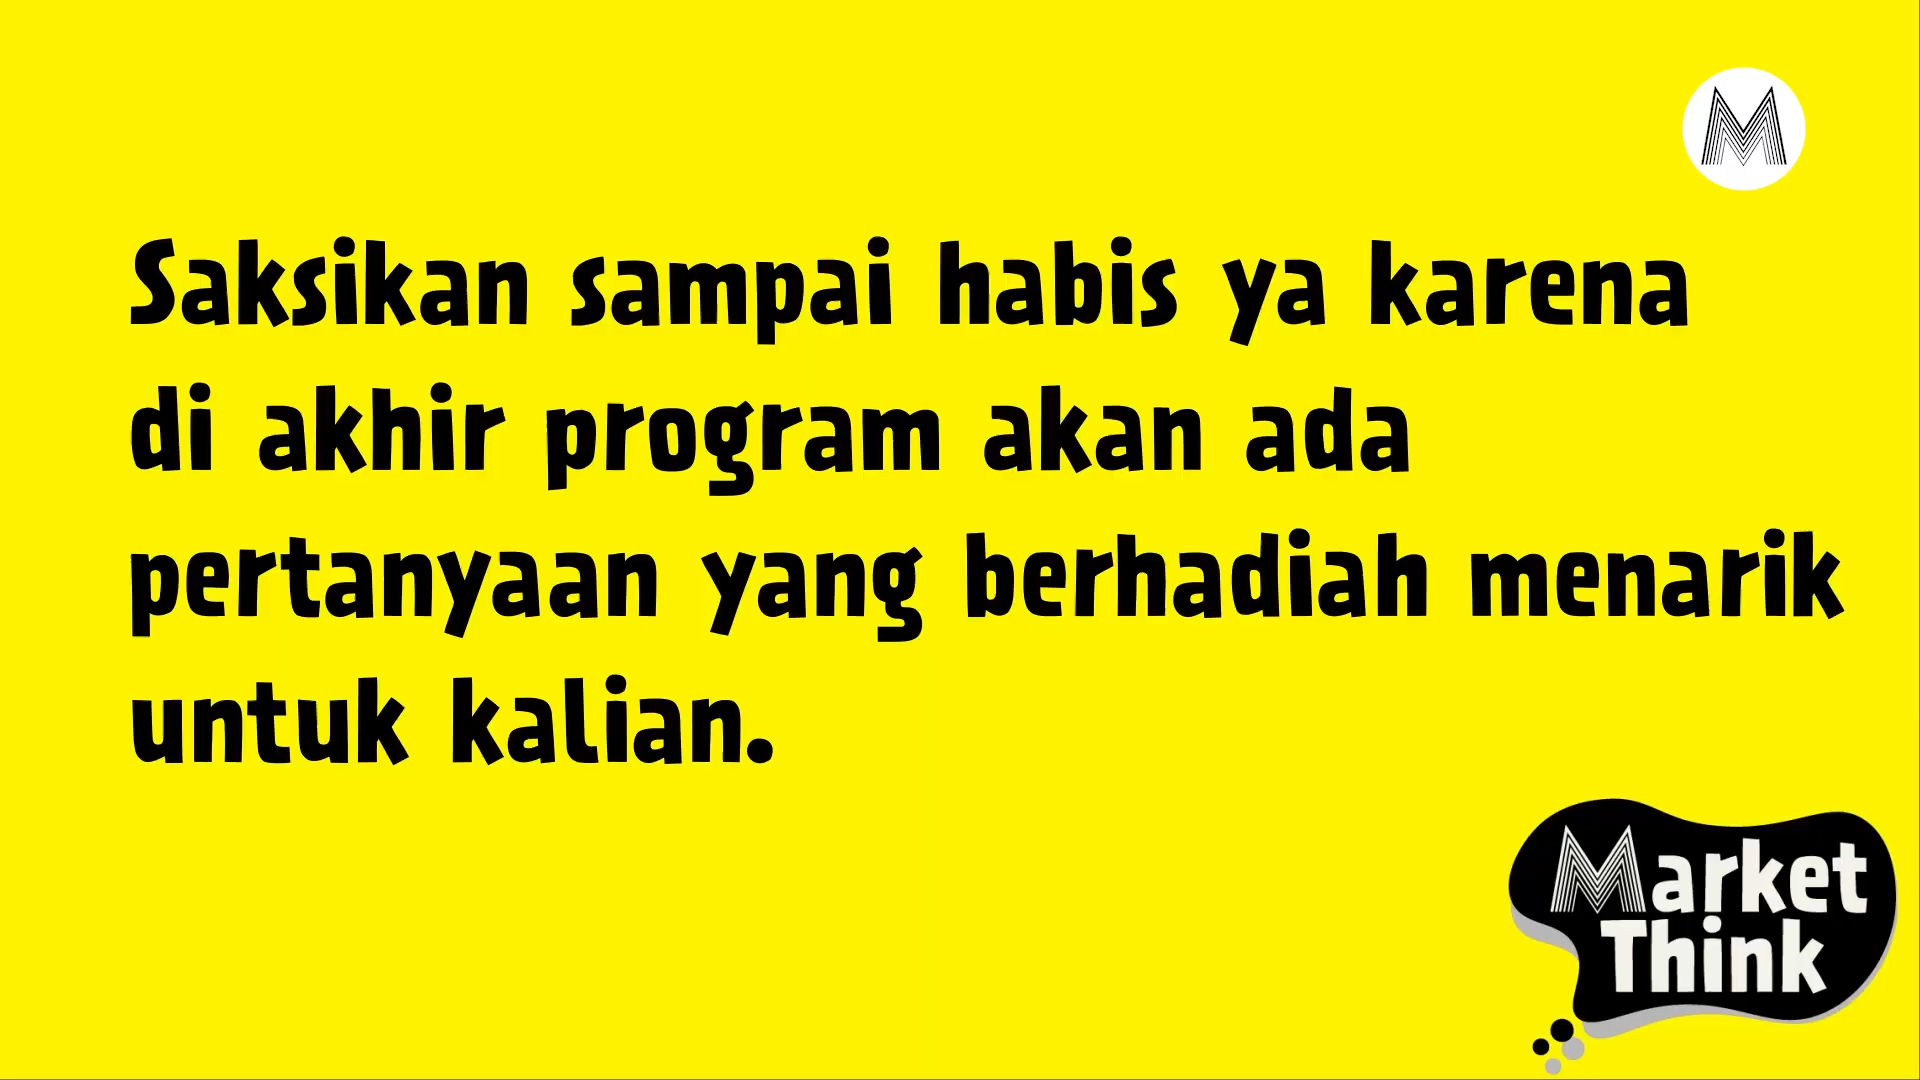 M
Saksikan sampai habis ya karena
di akhir program akan ada
pertanyaan yang berhadiah menarik
untuk kalian.
Market
Think